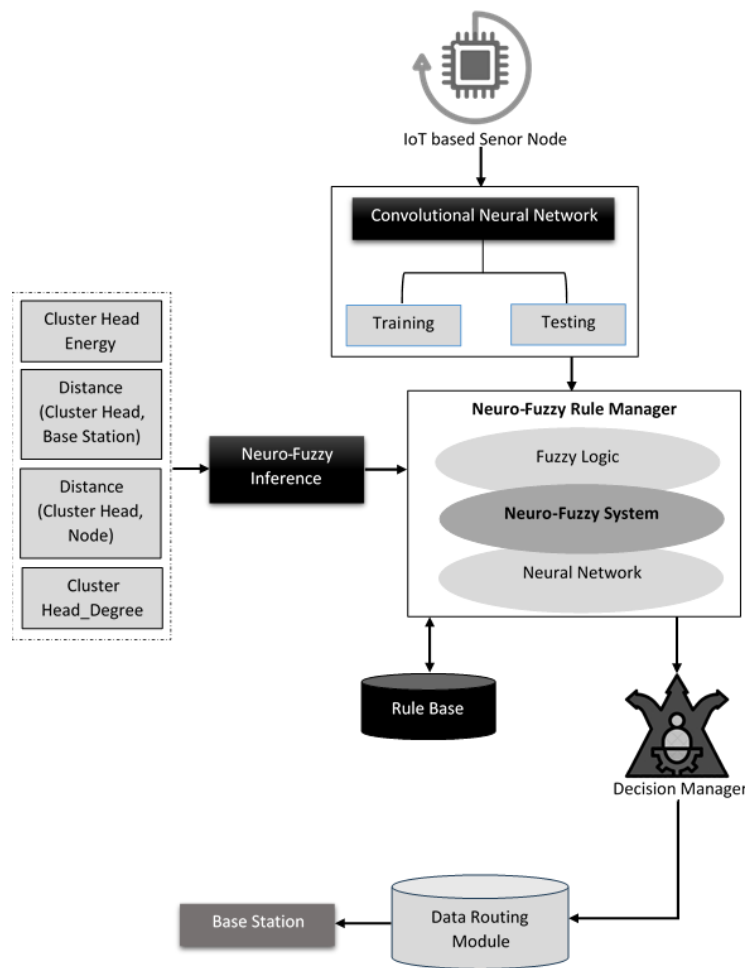 IoT based Senor Node
Convolutional Neural Network
Training
Testing
Cluster Head
Energy
Distance
(Cluster Head,
Base Station)
Distance
(Cluster Head,
Node)
Cluster
Head_Degree
Neuro-Fuzzy
Inference
Neuro-Fuzzy Rule Manager
Fuzzy Logic
Neuro-Fuzzy System
Neural Network
Rule Base
Decision Manager
Data Routing
Module
Base Station